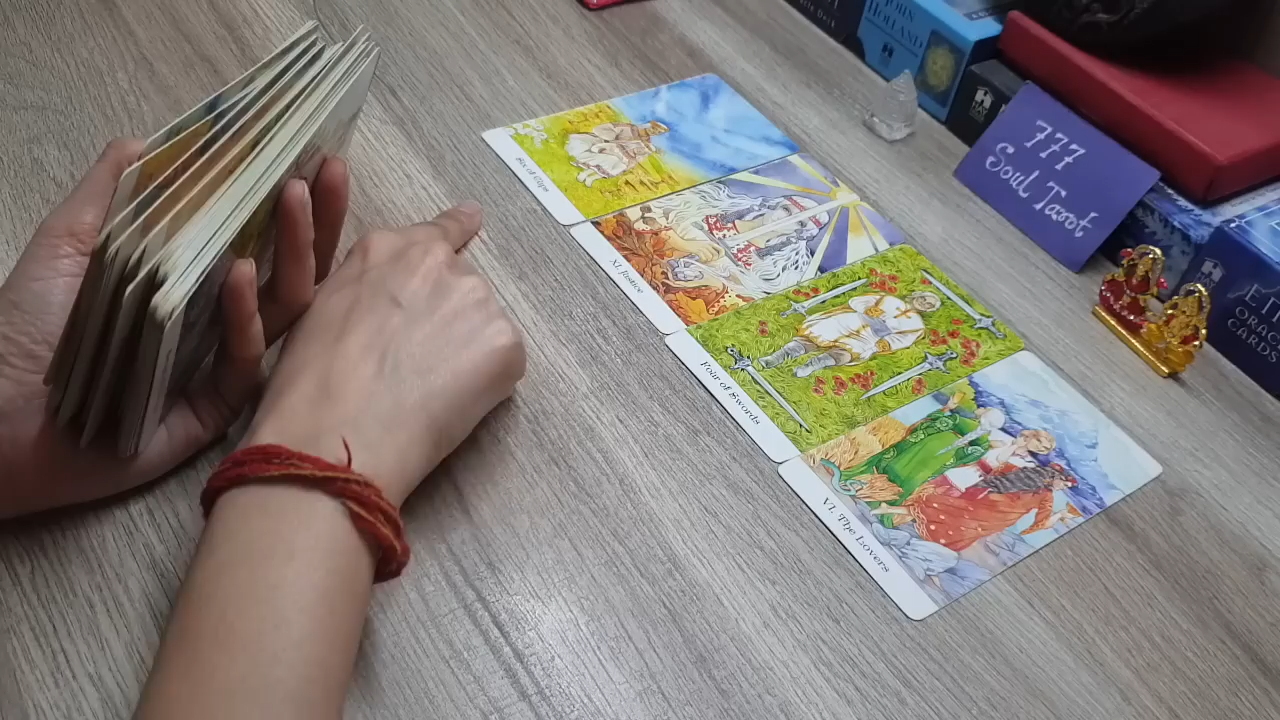 JOHN
HOLLAND
777
Soul Tarot
Six of Cups
XI. Justice
Four of Swords
VI. The Lovers
ORACLE
CARDS